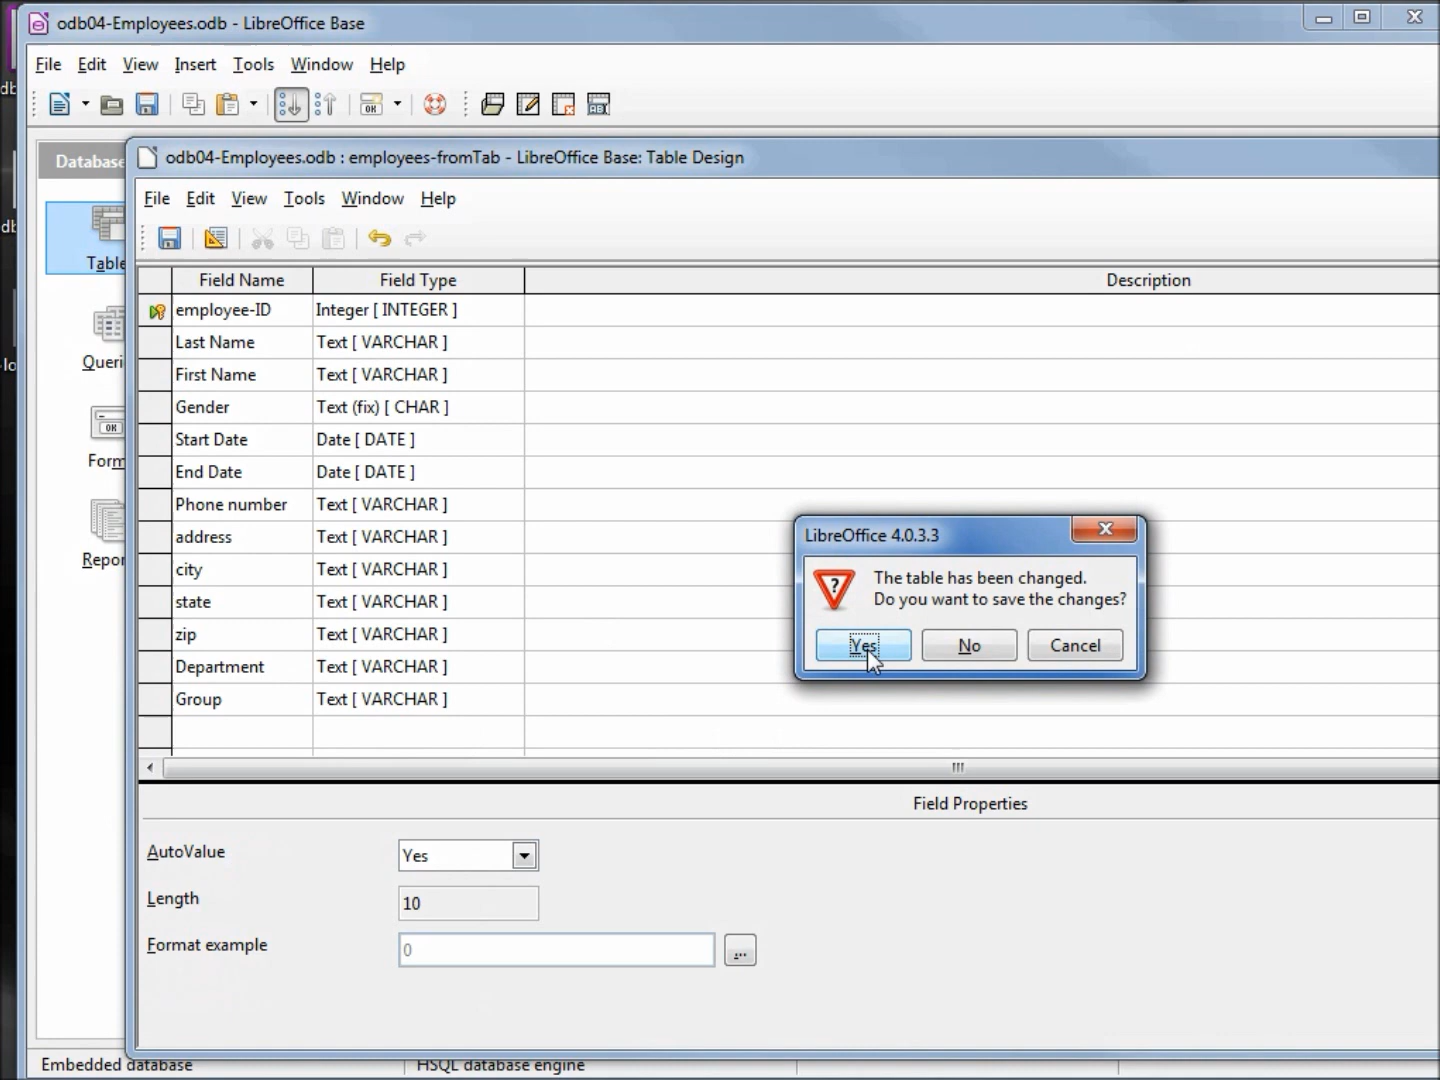 odb04-Employees.odb - LibreOffice Base
File Edit View Insert Tools Window Help
Database
odb04-Employees.odb : employees-fromTab - LibreOffice Base: Table Design
File Edit View Tools Window Help
Field Name Field Type Description
employee-ID Integer [ INTEGER ]
Last Name Text [ VARCHAR ]
First Name Text [ VARCHAR ]
Gender Text (fix) [ CHAR ]
Start Date Date [ DATE ]
End Date Date [ DATE ]
Phone number Text [ VARCHAR ]
address Text [ VARCHAR ]
city Text [ VARCHAR ]
state Text [ VARCHAR ]
zip Text [ VARCHAR ]
Department Text [ VARCHAR ]
Group Text [ VARCHAR ]
Table
Queri
Form
Repor
LibreOffice 4.0.3.3
The table has been changed.
Do you want to save the changes?
Yes No Cancel
Field Properties
AutoValue Yes
Length 10
Format example 0
...
Embedded database HSQL database engine